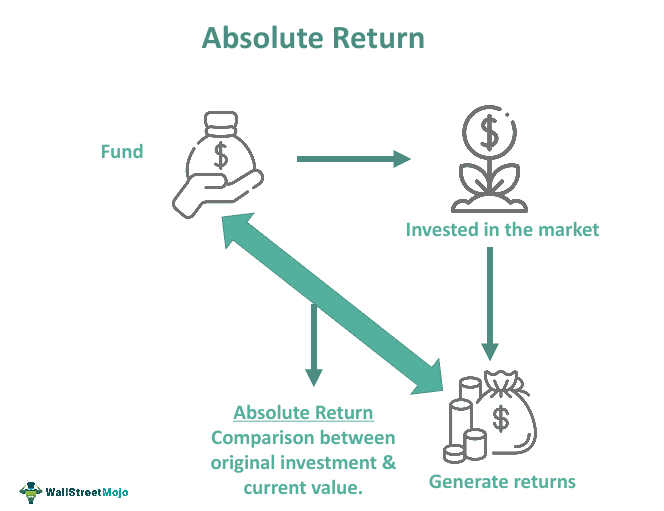 Absolute Return
Fund
$
$
Invested in the market
Absolute Return
Comparison between
original investment &
current value.
$
Generate returns
WallStreetMojo